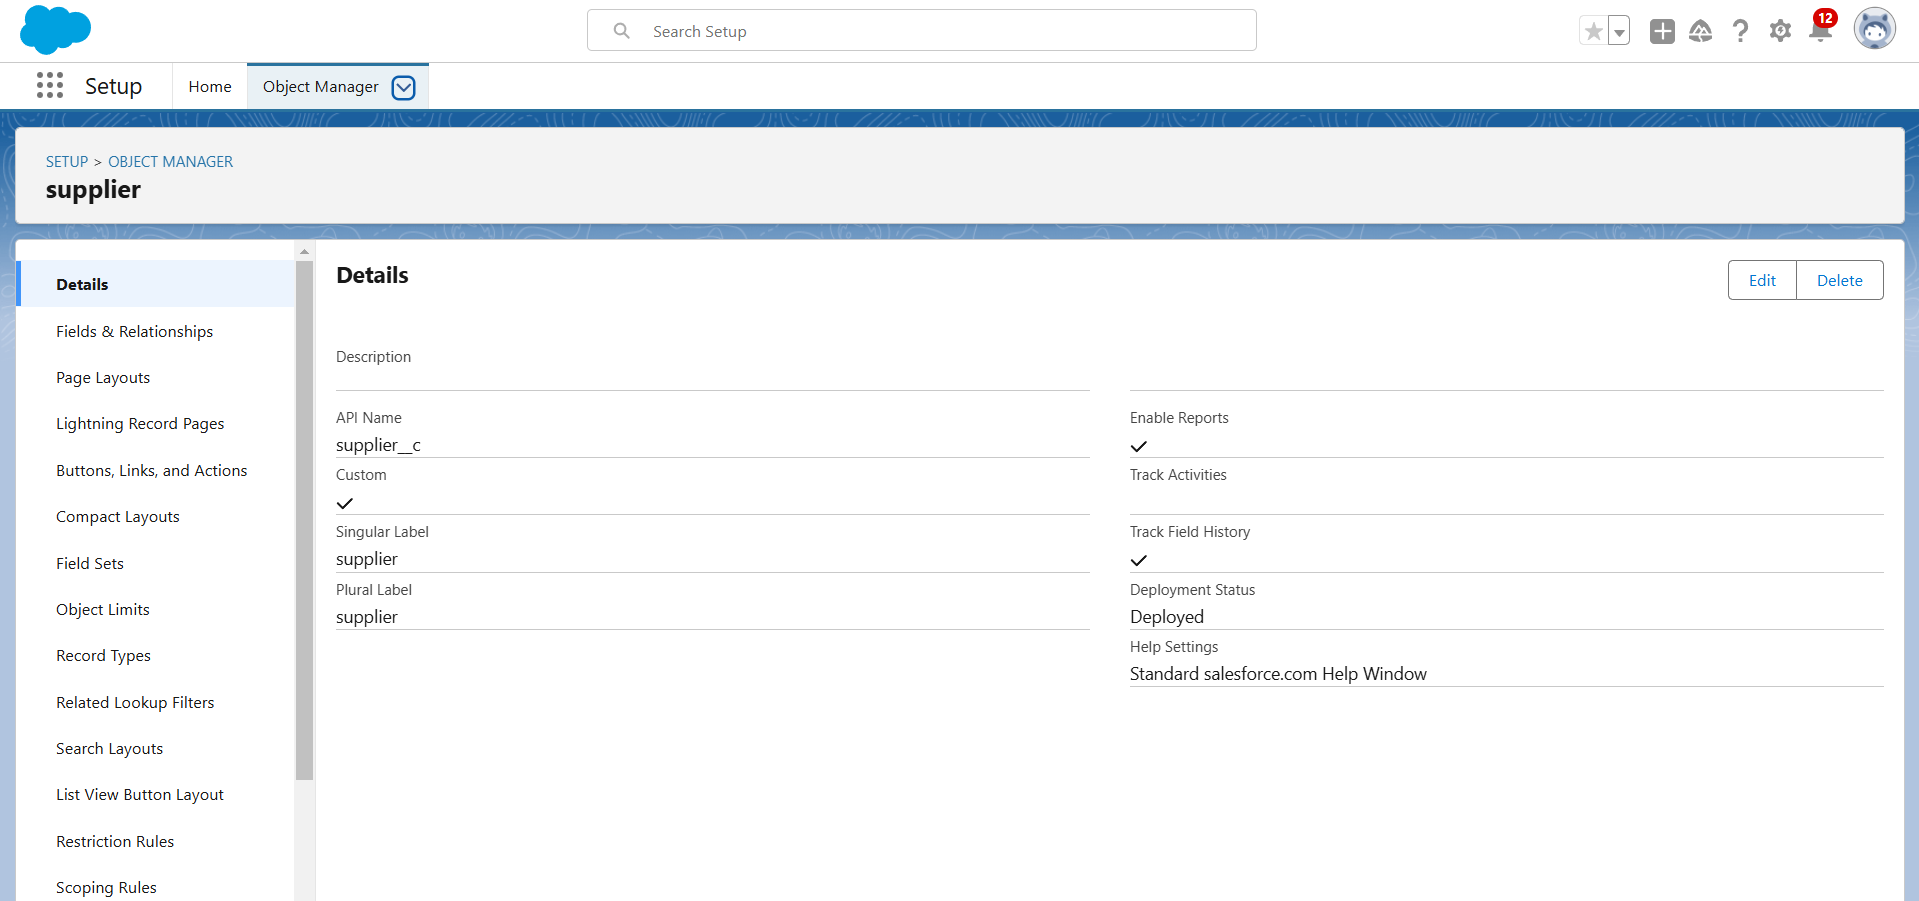 Search Setup
12
Setup
Home
Object Manager
SETUP > OBJECT MANAGER
supplier
Details
Fields & Relationships
Page Layouts
Lightning Record Pages
Buttons, Links, and Actions
Compact Layouts
Field Sets
Object Limits
Record Types
Related Lookup Filters
Search Layouts
List View Button Layout
Restriction Rules
Scoping Rules
Details
Edit
Delete
Description
API Name
supplier__c
Custom
Singular Label
supplier
Plural Label
supplier
Enable Reports
Track Activities
Track Field History
Deployment Status
Deployed
Help Settings
Standard salesforce.com Help Window